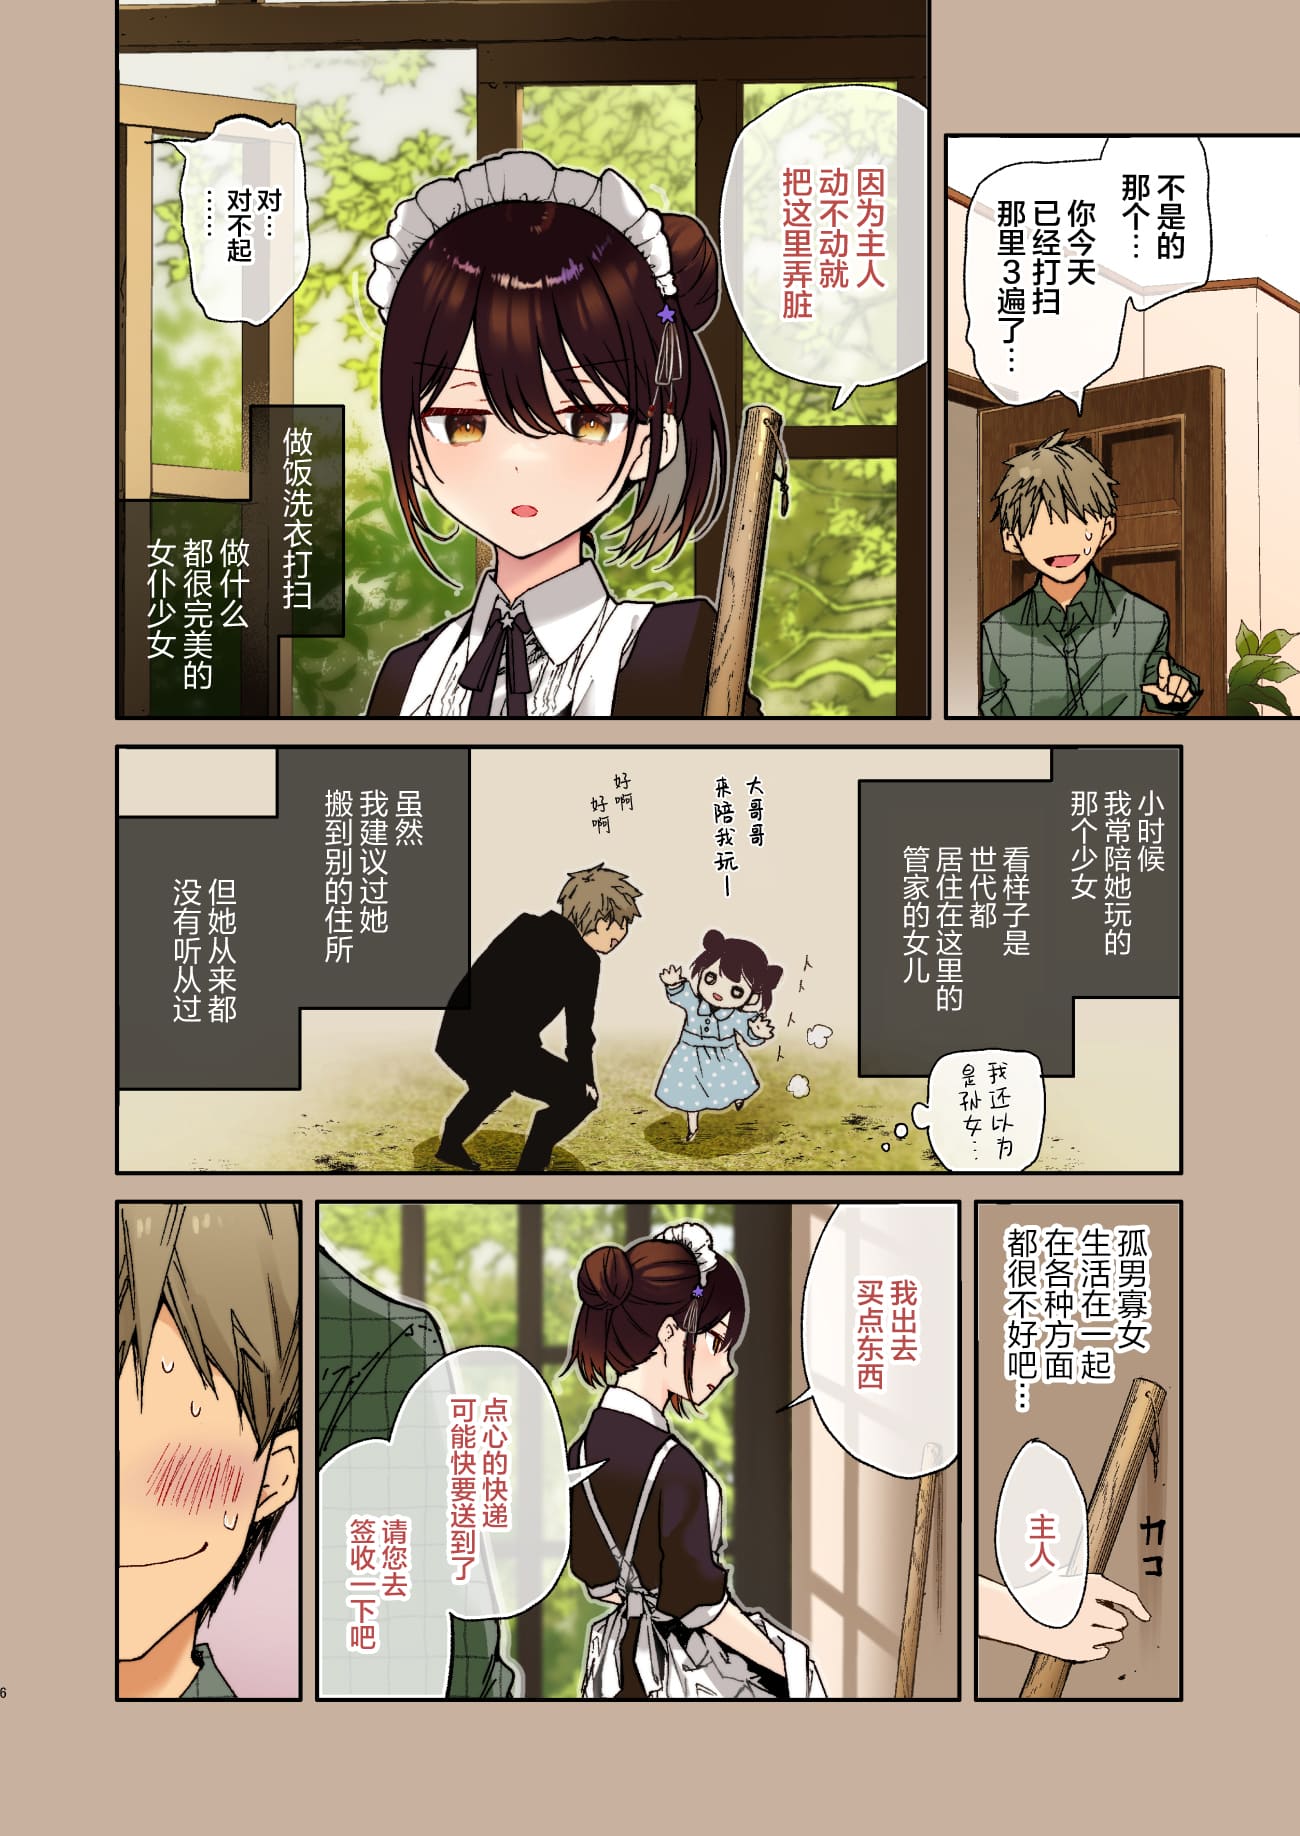 不是的
那个…
你今天
已经打扫
那里３遍了…
因为主人
动不动就
把这里弄脏
对…
对不起
……
做饭洗衣打扫
做什么
都很完美的
女仆少女
小时候
我常陪她玩的
那个少女
看样子是
世代都
居住在这里的
管家的女儿
我还以为
是孙女…
大哥哥
来陪我玩ー
好啊
好啊
虽然
我建议过她
搬到别的住所
但她从来都
没有听从过
孤男寡女
生活在一起
在各种方面
都很不好吧…
主人
カコ
我出去
买点东西
点心的快递
可能快要送到了
请您去
签收一下吧
6